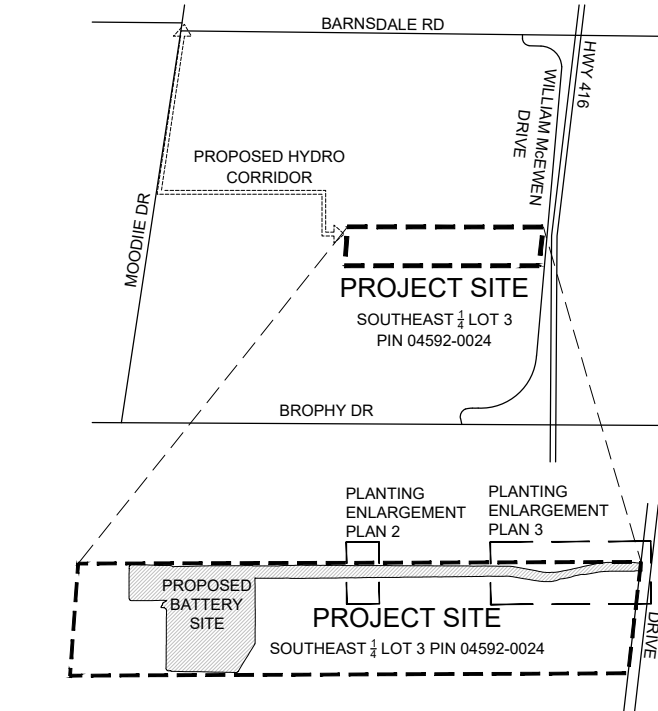 BARNSDALE RD
HWY 416
WILLIAM McEWEN
DRIVE
PROPOSED HYDRO
CORRIDOR
MOODIIE DR
PROJECT SITE
SOUTHEAST 1/4 LOT 3
PIN 04592-0024
BROPHY DR
PLANTING
ENLARGEMENT
PLAN 2
PLANTING
ENLARGEMENT
PLAN 3
PROPOSED
BATTERY
SITE
PROJECT SITE
SOUTHEAST 1/4 LOT 3 PIN 04592-0024
DRIVE